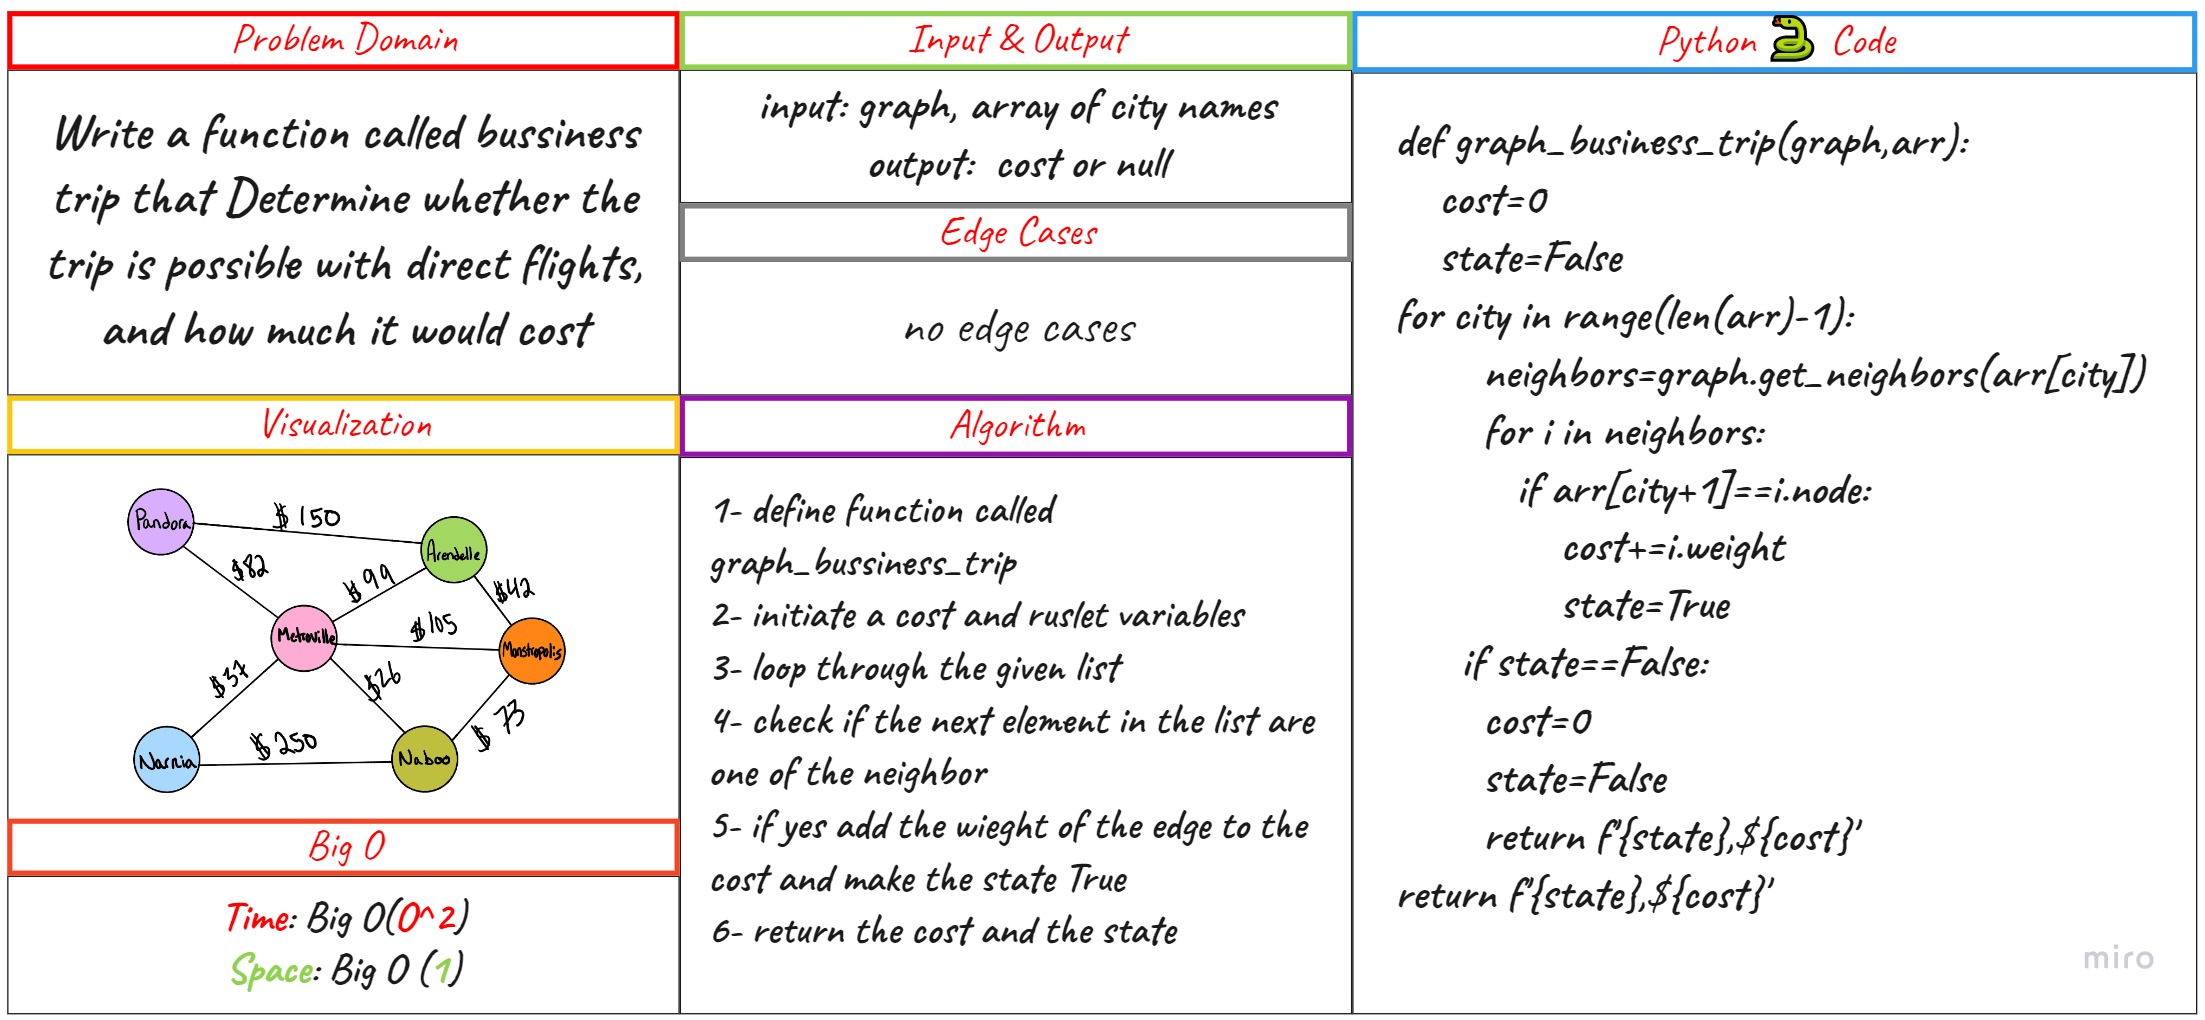 Problem Domain
Write a function called bussiness
trip that Determine whether the
trip is possible with direct flights,
and how much it would cost
Visualization
Pandora
$ 150
Arendelle
$82
$99
$42
Metroville
$105
Monstropolis
$37
$26
$ 73
Narnia
$ 250
Naboo
Big O
Time: Big O(O^2)
Space: Big O (1)
Input & Output
input: graph, array of city names
output: cost or null
Edge Cases
no edge cases
Algorithm
1- define function called
graph_bussiness_trip
2- initiate a cost and ruslet variables
3- loop through the given list
4- check if the next element in the list are
one of the neighbor
5- if yes add the wieght of the edge to the
cost and make the state True
6- return the cost and the state
Python Code
def graph_business_trip(graph,arr):
cost=0
state=False
for city in range(len(arr)-1):
neighbors=graph.get_neighbors(arr[city])
for i in neighbors:
if arr[city+1]==i.node:
cost+=i.weight
state=True
if state==False:
cost=0
state=False
return f'{state},${cost}'
return f'{state},${cost}'
miro